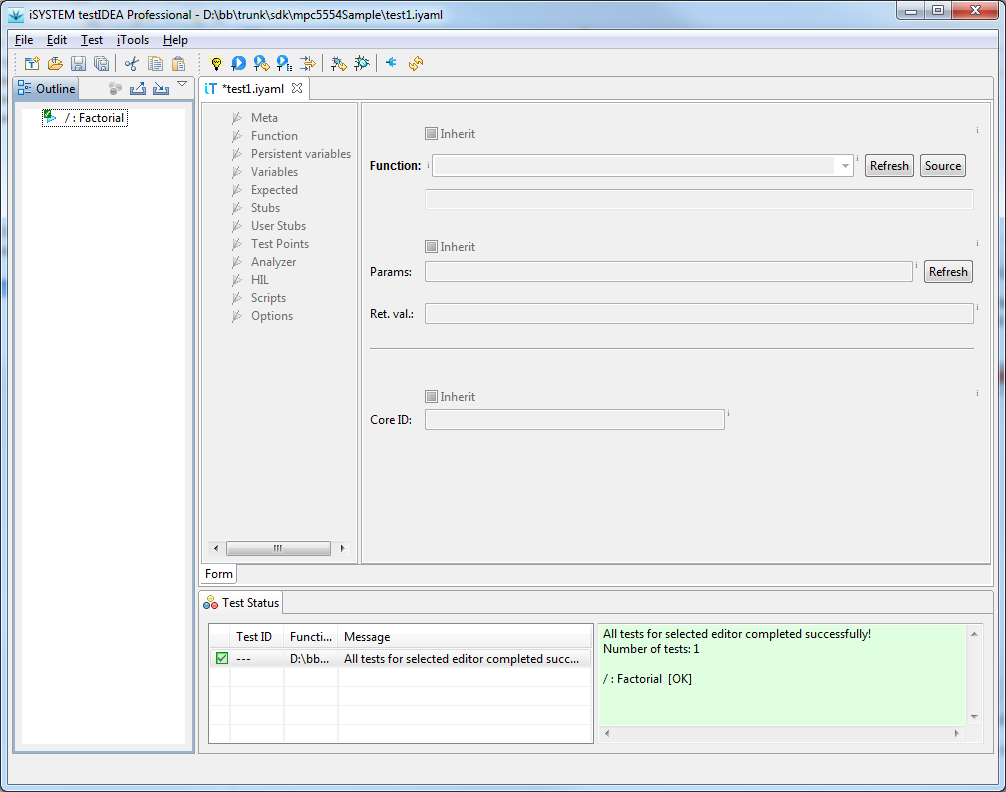 iSYSTEM testIDEA Professional - D:\bb\trunk\sdk\mpc5554Sample\test1.iyaml
File Edit Test iTools Help
Outline
iT *test1.iyaml
/ : Factorial
Meta
Function
Persistent variables
Variables
Expected
Stubs
User Stubs
Test Points
Analyzer
HIL
Scripts
Options
Inherit i
Function: i i Refresh Source
Inherit i
Params: i Refresh
Ret. val.: i
Inherit i
Core ID: i
Form
Test Status
Test ID Functi... Message
--- D:\bb... All tests for selected editor completed succ...
All tests for selected editor completed successfully!
Number of tests: 1
/ : Factorial [OK]